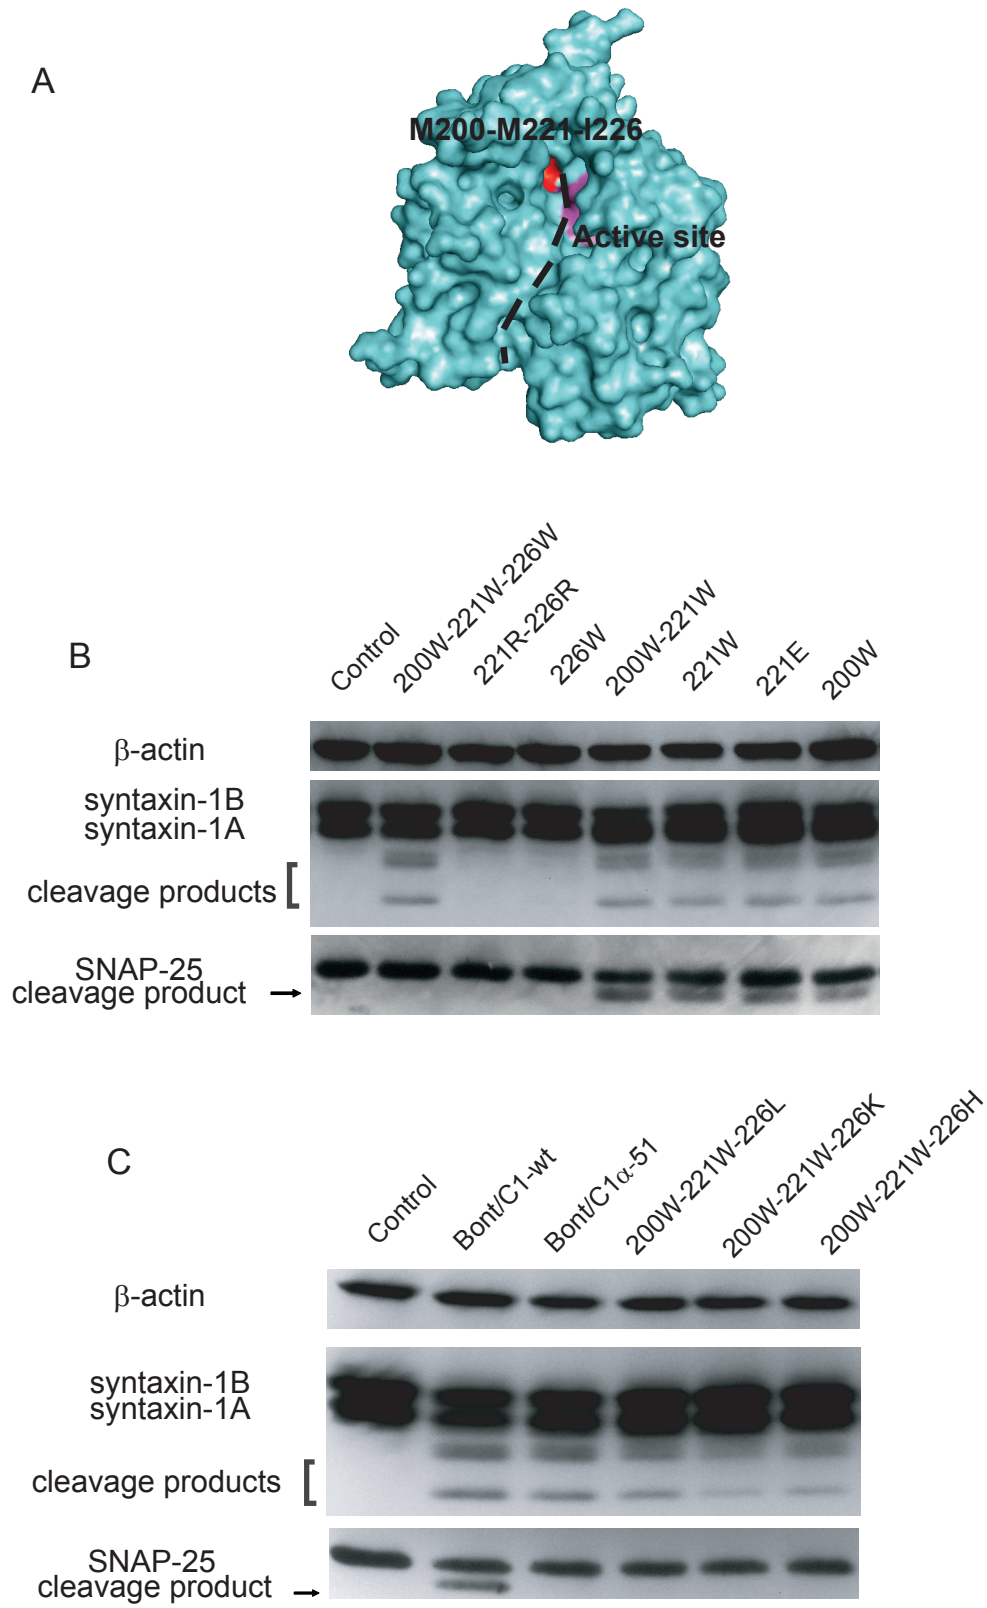 A
M200-M221-I226
Active site
B
Control
200W-221W-226W
221R-226R
226W
200W-221W
221W
221E
200W
β-actin
syntaxin-1B
syntaxin-1A
cleavage products
SNAP-25
cleavage product
C
Control
Bont/C1-wt
Bont/C1α-51
200W-221W-226L
200W-221W-226K
200W-221W-226H
β-actin
syntaxin-1B
syntaxin-1A
cleavage products
SNAP-25
cleavage product